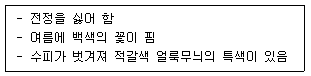 - 전정을 싫어 함
- 여름에 백색의 꽃이 핌
- 수피가 벗겨져 적갈색 얼룩무늬의 특색이 있음